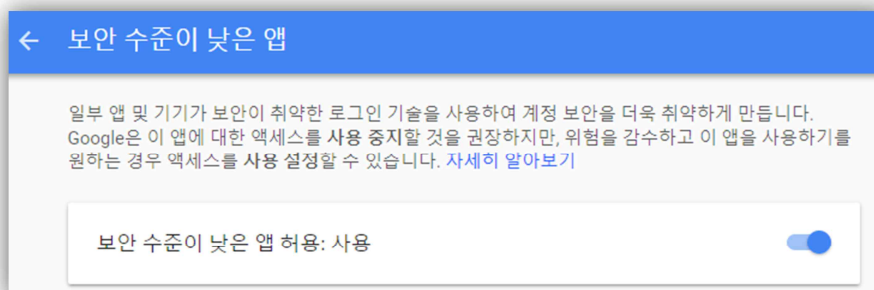 보안 수준이 낮은 앱
일부 앱 및 기기가 보안이 취약한 로그인 기술을 사용하여 계정 보안을 더욱 취약하게 만듭니다.
Google은 이 앱에 대한 액세스를 사용 중지할 것을 권장하지만, 위험을 감수하고 이 앱을 사용하기를
원하는 경우 액세스를 사용 설정할 수 있습니다. 자세히 알아보기
보안 수준이 낮은 앱 허용: 사용